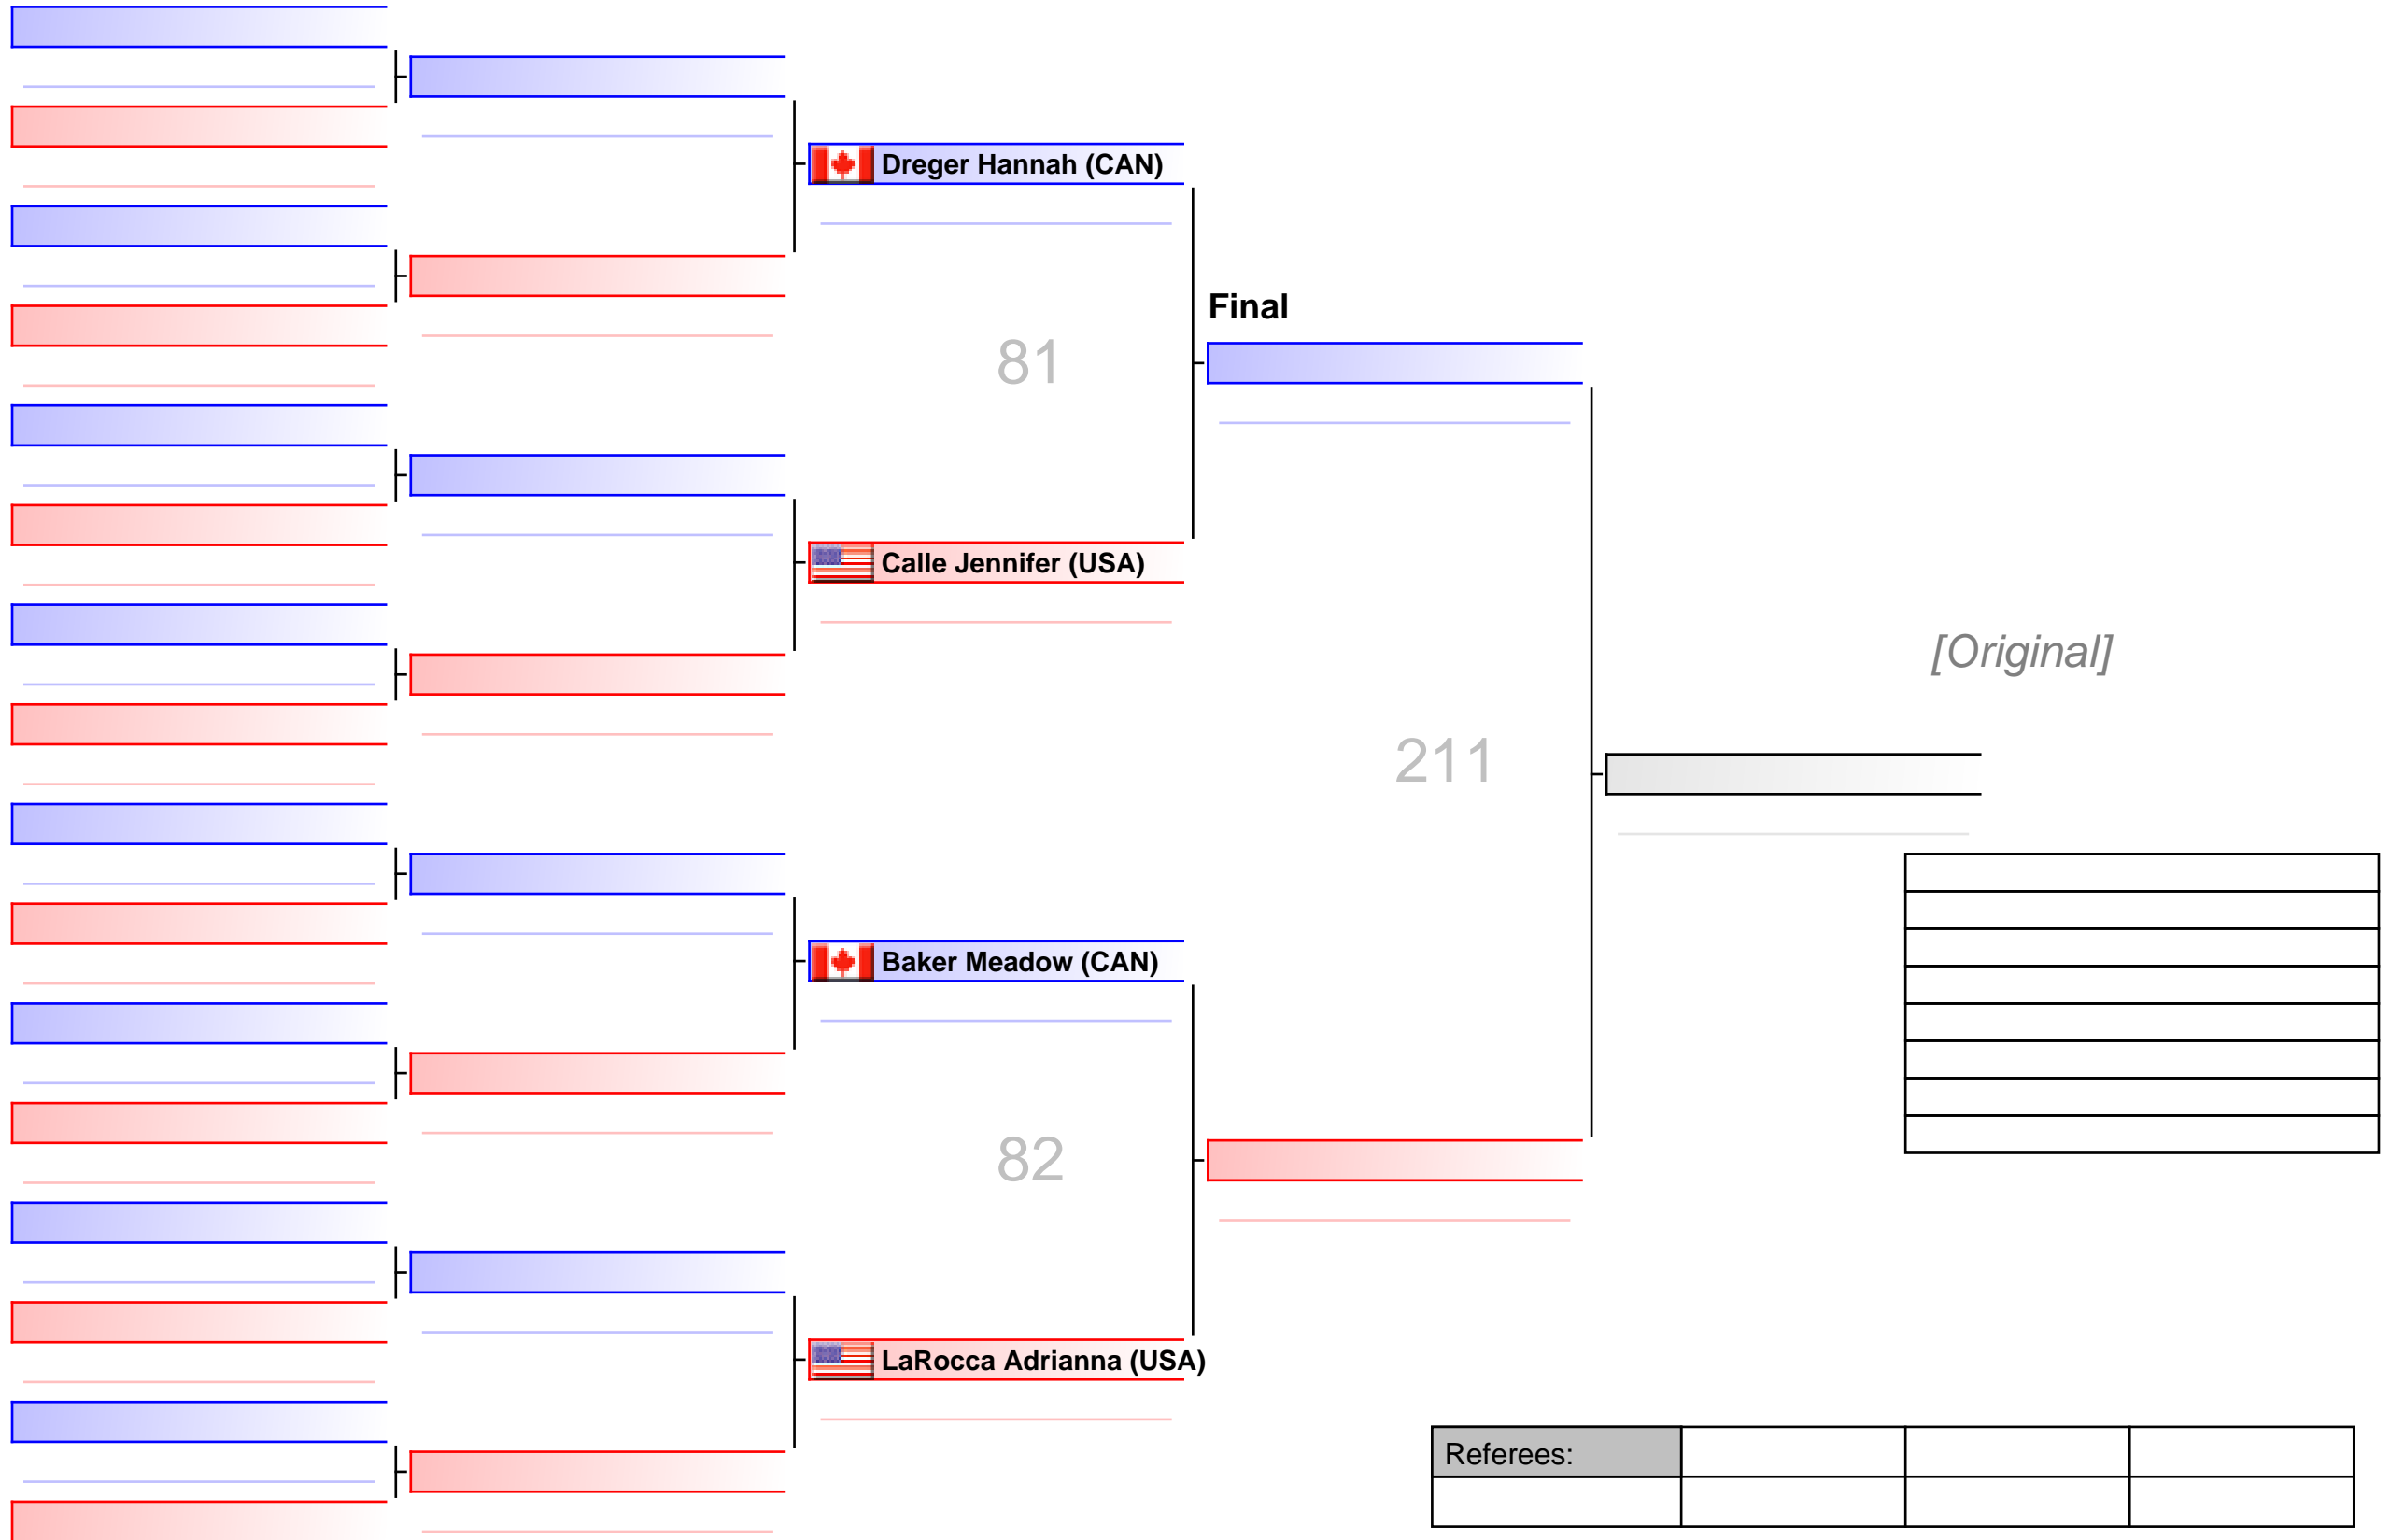 Dreger Hannah (CAN)
Final
81
Calle Jennifer (USA)
[Original]
211
Baker Meadow (CAN)
82
LaRocca Adrianna (USA)
Referees: